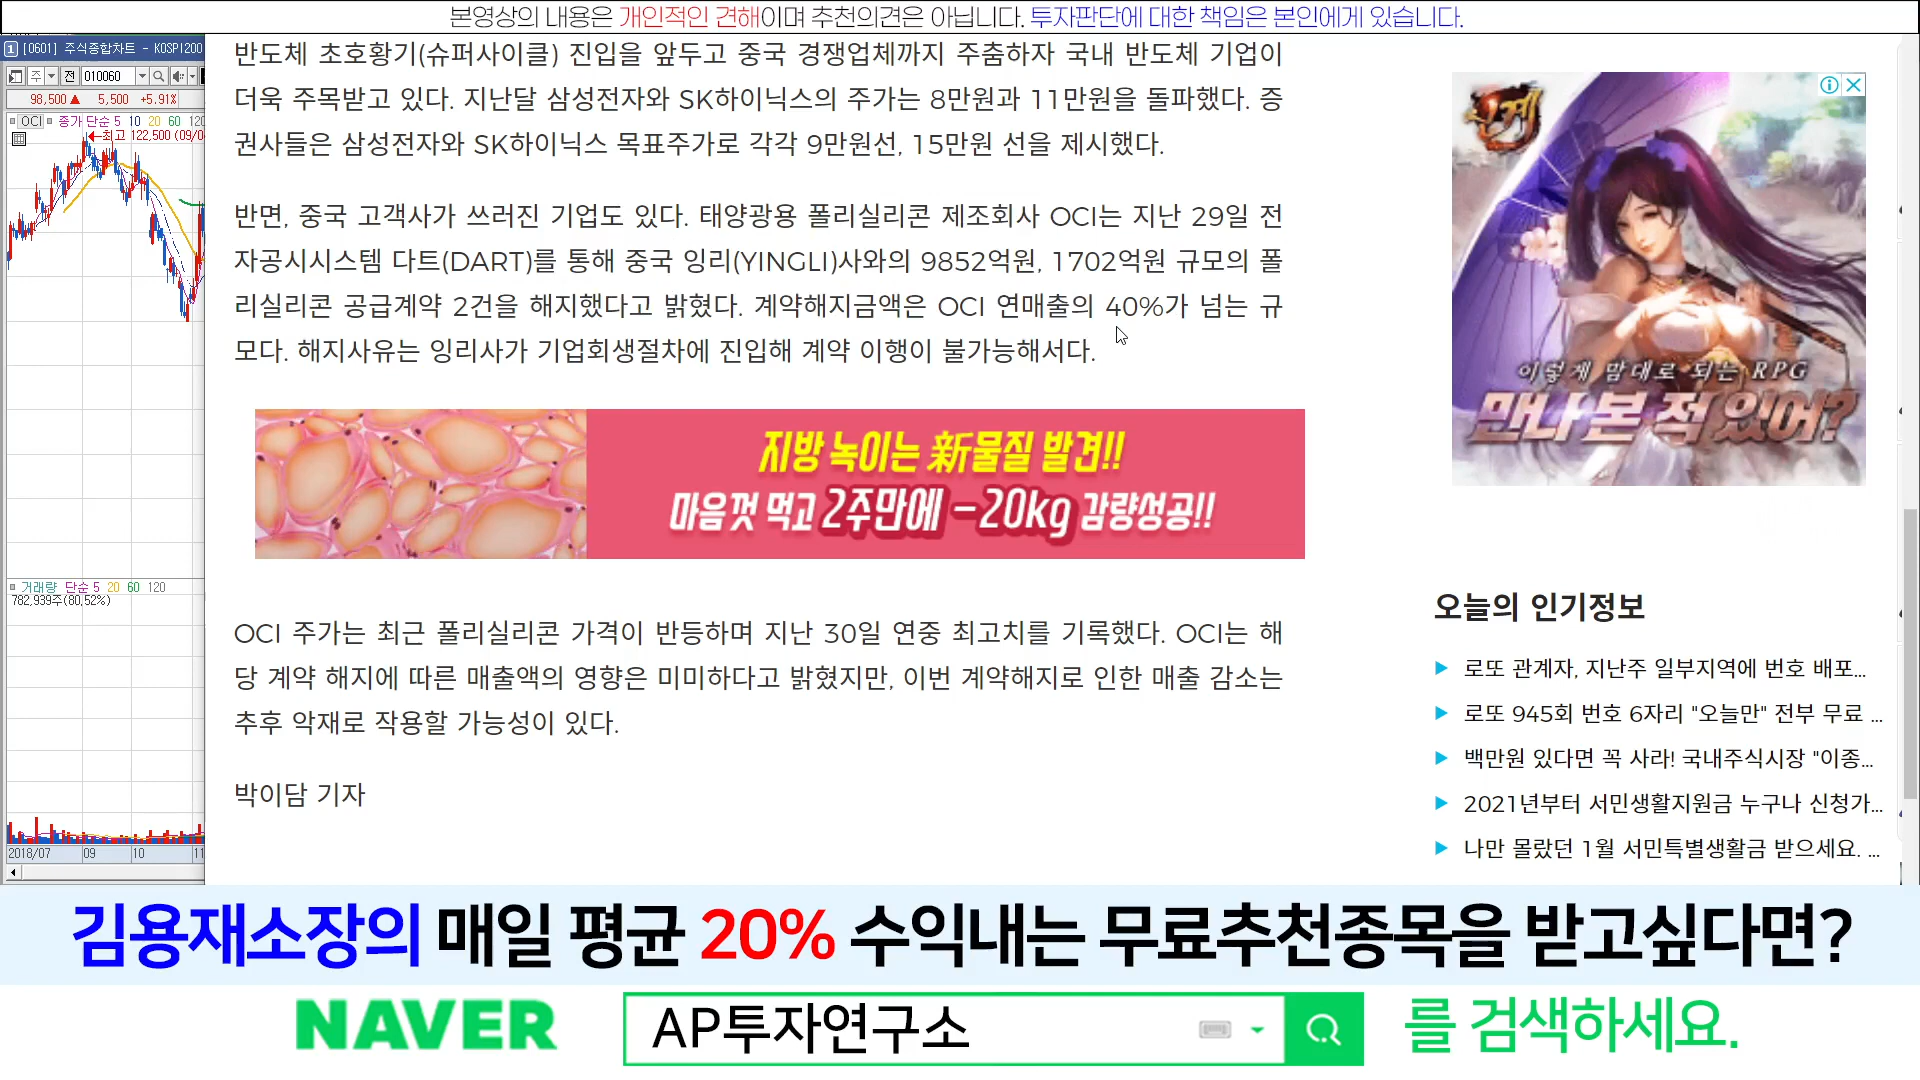 본영상의 내용은 개인적인 견해이며 추천의견은 아닙니다. 투자판단에 대한 책임은 본인에게 있습니다.
1 [0601] 주식종합차트 - KOSPI200
주 전 010060
98,500 ▲ 5,500 +5.91%
OCI 종가 단순 5 10 20 60 120
최고 122,500 (09/0
거래량 단순 5 20 60 120
782,939주(80.52%)
2018/07 09 10 11
반도체 초호황기(슈퍼사이클) 진입을 앞두고 중국 경쟁업체까지 주춤하자 국내 반도체 기업이
더욱 주목받고 있다. 지난달 삼성전자와 SK하이닉스의 주가는 8만원과 11만원을 돌파했다. 증
권사들은 삼성전자와 SK하이닉스 목표주가로 각각 9만원선, 15만원 선을 제시했다.
반면, 중국 고객사가 쓰러진 기업도 있다. 태양광용 폴리실리콘 제조회사 OCI는 지난 29일 전
자공시시스템 다트(DART)를 통해 중국 잉리(YINGLI)사와의 9852억원, 1702억원 규모의 폴
리실리콘 공급계약 2건을 해지했다고 밝혔다. 계약해지금액은 OCI 연매출의 40%가 넘는 규
모다. 해지사유는 잉리사가 기업회생절차에 진입해 계약 이행이 불가능해서다.
지방 녹이는 新물질 발견!!
마음껏 먹고 2주만에 -20kg 감량성공!!
OCI 주가는 최근 폴리실리콘 가격이 반등하며 지난 30일 연중 최고치를 기록했다. OCI는 해
당 계약 해지에 따른 매출액의 영향은 미미하다고 밝혔지만, 이번 계약해지로 인한 매출 감소는
추후 악재로 작용할 가능성이 있다.
박이담 기자
이렇게 맘대로 되는 RPG
만나 본 적 있어?
오늘의 인기정보
▶ 로또 관계자, 지난주 일부지역에 번호 배포...
▶ 로또 945회 번호 6자리 "오늘만" 전부 무료 ...
▶ 백만원 있다면 꼭 사라! 국내주식시장 "이종...
▶ 2021년부터 서민생활지원금 누구나 신청가...
▶ 나만 몰랐던 1월 서민특별생활금 받으세요. ...
김용재소장의 매일 평균 20% 수익내는 무료추천종목을 받고싶다면?
NAVER AP투자연구소 를 검색하세요.